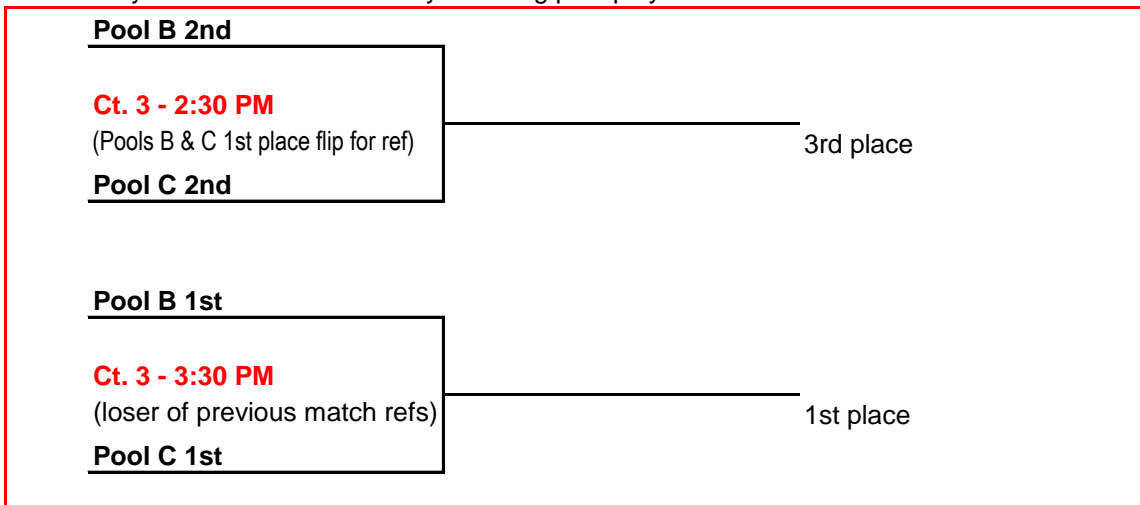 Pool B 2nd
Ct. 3 - 2:30 PM
(Pools B & C 1st place flip for ref)
3rd place
Pool C 2nd
Pool B 1st
Ct. 3 - 3:30 PM
(loser of previous match refs)
1st place
Pool C 1st